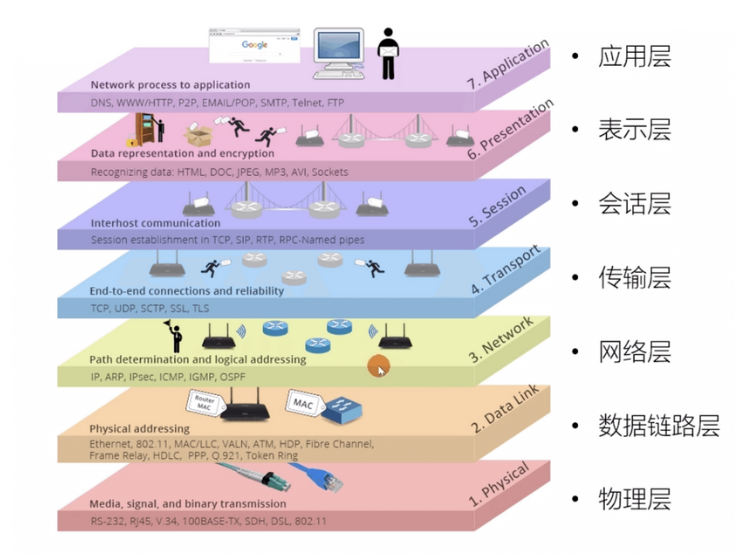 Google
7. Application
• 应用层
Network process to application
DNS, WWW/HTTP, P2P, EMAIL/POP, SMTP, Telnet, FTP
6. Presentation
• 表示层
Data representation and encryption
Recognizing data: HTML, DOC, JPEG, MP3, AVI, Sockets
5. Session
• 会话层
Interhost communication
Session establishment in TCP, SIP, RTP, RPC-Named pipes
4. Transport
• 传输层
End-to-end connections and reliability
TCP, UDP, SCTP, SSL, TLS
3. Network
• 网络层
Path determination and logical addressing
IP, ARP, IPsec, ICMP, IGMP, OSPF
Router
MAC
MAC
2. Data Link
• 数据链路层
Physical addressing
Ethernet, 802.11, MAC/LLC, VALN, ATM, HDP, Fibre Channel,
Frame Relay, HDLC, PPP, Q.921, Token Ring
1. Physical
• 物理层
Media, signal, and binary transmission
RS-232, RJ45, V.34, 100BASE-TX, SDH, DSL, 802.11